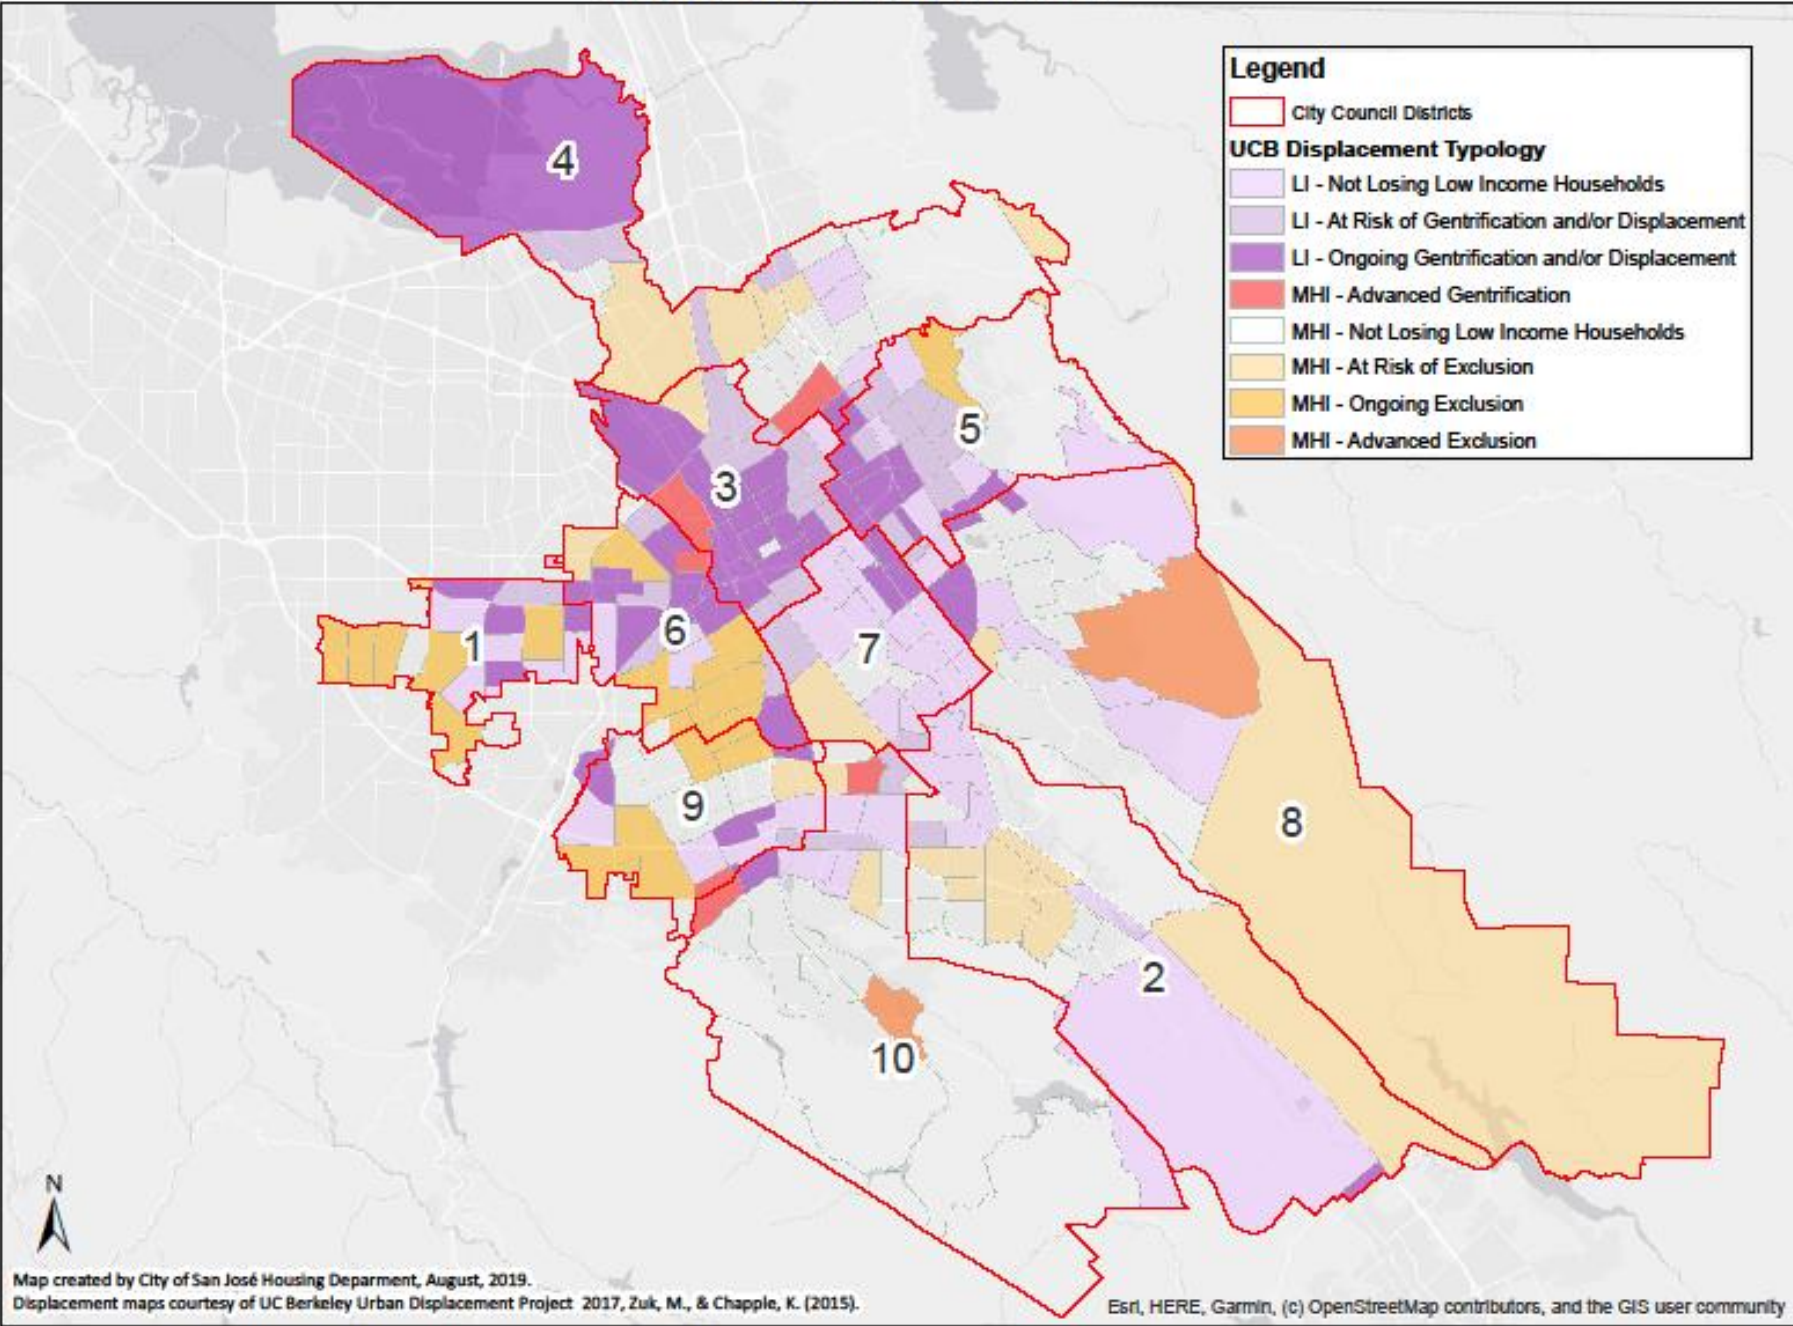 Legend
City Council Districts
UCB Displacement Typology
LI - Not Losing Low Income Households
LI - At Risk of Gentrification and/or Displacement
LI - Ongoing Gentrification and/or Displacement
MHI - Advanced Gentrification
MHI - Not Losing Low Income Households
MHI - At Risk of Exclusion
MHI - Ongoing Exclusion
MHI - Advanced Exclusion
4
5
3
6
1
7
9
8
2
10
N
Map created by City of San José Housing Deparment, August, 2019.
Displacement maps courtesy of UC Berkeley Urban Displacement Project 2017, Zuk, M., & Chapple, K. (2015).
Esri, HERE, Garmin, (c) OpenStreetMap contributors, and the GIS user community